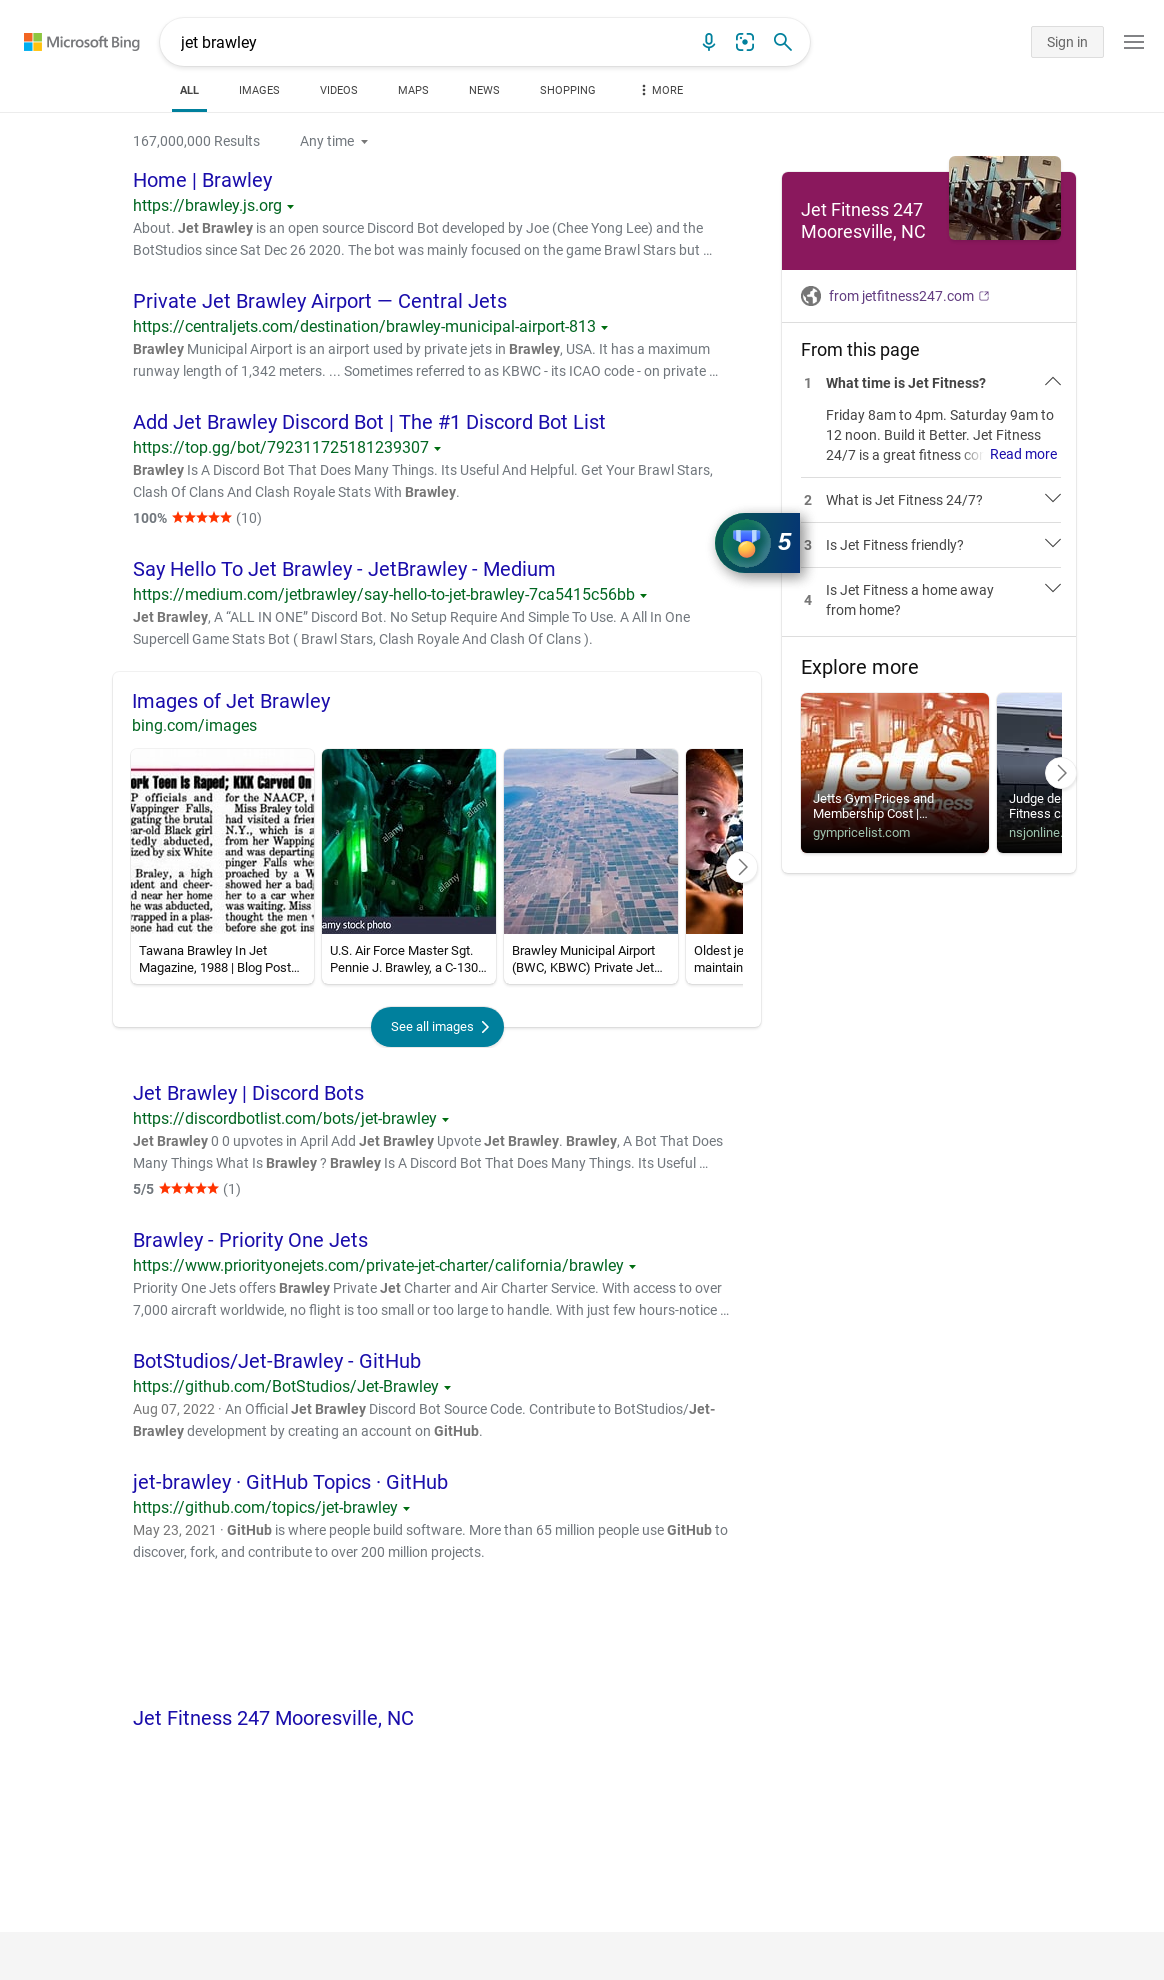 Microsoft Bing
jet brawley
Sign in
ALL
IMAGES
VIDEOS
MAPS
NEWS
SHOPPING
MORE
167,000,000 Results
Any time
Home | Brawley
https://brawley.js.org
About. Jet Brawley is an open source Discord Bot developed by Joe (Chee Yong Lee) and the
BotStudios since Sat Dec 26 2020. The bot was mainly focused on the game Brawl Stars but …
Private Jet Brawley Airport — Central Jets
https://centraljets.com/destination/brawley-municipal-airport-813
Brawley Municipal Airport is an airport used by private jets in Brawley, USA. It has a maximum
runway length of 1,342 meters. ... Sometimes referred to as KBWC - its ICAO code - on private …
Add Jet Brawley Discord Bot | The #1 Discord Bot List
https://top.gg/bot/792311725181239307
Brawley Is A Discord Bot That Does Many Things. Its Useful And Helpful. Get Your Brawl Stars,
Clash Of Clans And Clash Royale Stats With Brawley.
100% (10)
Say Hello To Jet Brawley - JetBrawley - Medium
https://medium.com/jetbrawley/say-hello-to-jet-brawley-7ca5415c56bb
Jet Brawley, A “ALL IN ONE” Discord Bot. No Setup Require And Simple To Use. A All In One
Supercell Game Stats Bot ( Brawl Stars, Clash Royale And Clash Of Clans ).
Images of Jet Brawley
bing.com/images
ork Teen Is Raped; KKK Carved On
P officials and
Wappinger Falls,
gating the brutal
ear-old Black girl
tedly abducted,
ized by six White
Braley, a high
dent and cheer-
d near her home
he was abducted,
wrapped in a plas-
eone had cut the
for the NAACP, t
Miss Braley told
had visited a frie
N.Y., which is a
from her Wapping
and was departin
pinger Falls whe
proached by a W
showed her a bad
her to a car wher
was waiting. Miss
thought the men
before she got ins
alamy
alamy
alamy
a
a
a
a
a
amy stock photo
Tawana Brawley In Jet
Magazine, 1988 | Blog Post…
U.S. Air Force Master Sgt.
Pennie J. Brawley, a C-130…
Brawley Municipal Airport
(BWC, KBWC) Private Jet…
Oldest je
maintain
See all images
Jet Brawley | Discord Bots
https://discordbotlist.com/bots/jet-brawley
Jet Brawley 0 0 upvotes in April Add Jet Brawley Upvote Jet Brawley. Brawley, A Bot That Does
Many Things What Is Brawley ? Brawley Is A Discord Bot That Does Many Things. Its Useful …
5/5 (1)
Brawley - Priority One Jets
https://www.priorityonejets.com/private-jet-charter/california/brawley
Priority One Jets offers Brawley Private Jet Charter and Air Charter Service. With access to over
7,000 aircraft worldwide, no flight is too small or too large to handle. With just few hours-notice …
BotStudios/Jet-Brawley - GitHub
https://github.com/BotStudios/Jet-Brawley
Aug 07, 2022 · An Official Jet Brawley Discord Bot Source Code. Contribute to BotStudios/Jet-
Brawley development by creating an account on GitHub.
jet-brawley · GitHub Topics · GitHub
https://github.com/topics/jet-brawley
May 23, 2021 · GitHub is where people build software. More than 65 million people use GitHub to
discover, fork, and contribute to over 200 million projects.
Jet Fitness 247 Mooresville, NC
Jet Fitness 247
Mooresville, NC
from jetfitness247.com
From this page
1 What time is Jet Fitness?
Friday 8am to 4pm. Saturday 9am to
12 noon. Build it Better. Jet Fitness
24/7 is a great fitness co Read more
2 What is Jet Fitness 24/7?
5
3 Is Jet Fitness friendly?
4 Is Jet Fitness a home away
from home?
Explore more
jetts
24 hour fitness
Jetts Gym Prices and
Membership Cost |…
gympricelist.com
Judge de
Fitness c
nsjonline.